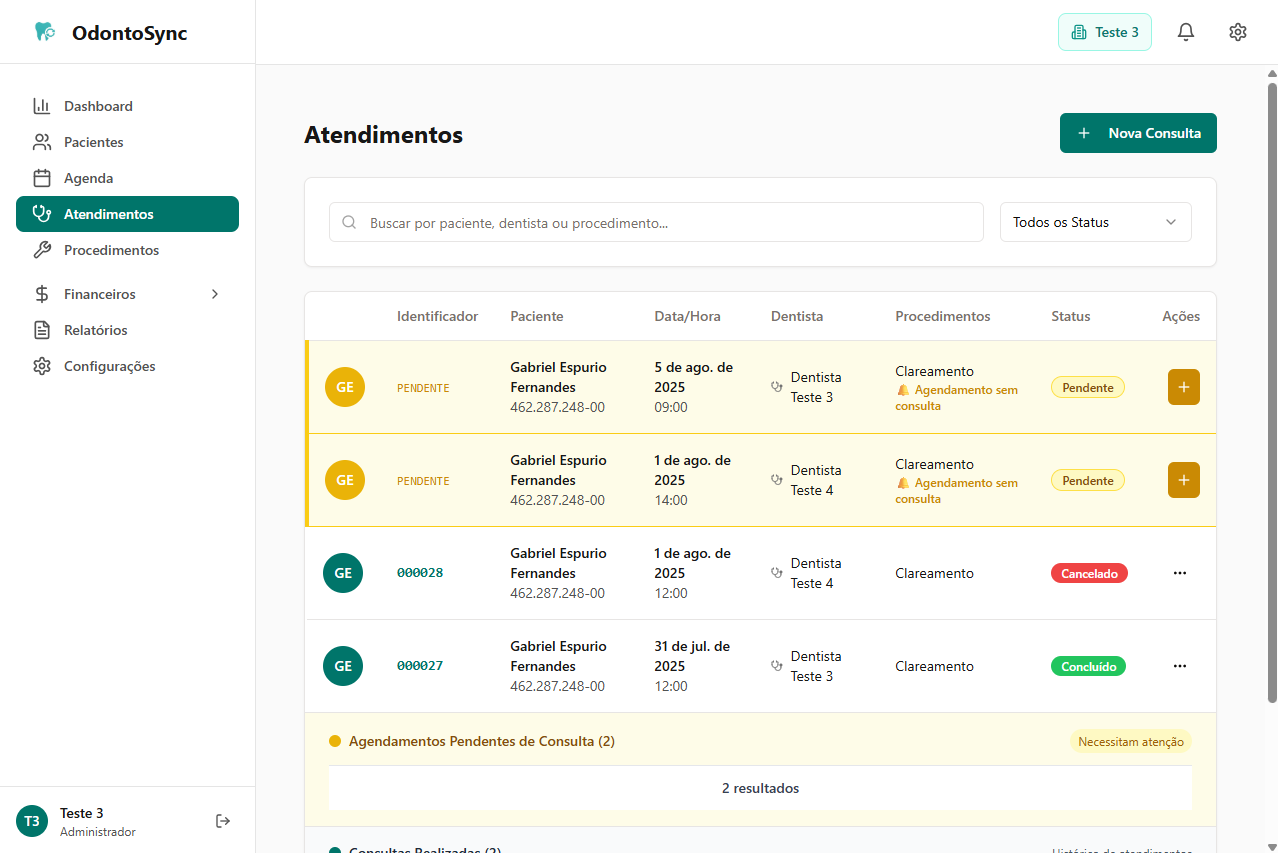 OdontoSync
Teste 3
Dashboard
Pacientes
Agenda
Atendimentos
Procedimentos
Financeiros
Relatórios
Configurações
T3
Teste 3
Administrador
Atendimentos
Nova Consulta
Buscar por paciente, dentista ou procedimento...
Todos os Status
Identificador Paciente Data/Hora Dentista Procedimentos Status Ações
GE
PENDENTE
Gabriel Espurio
Fernandes
462.287.248-00
5 de ago. de
2025
09:00
Dentista
Teste 3
Clareamento
Agendamento sem
consulta
Pendente
GE
PENDENTE
Gabriel Espurio
Fernandes
462.287.248-00
1 de ago. de
2025
14:00
Dentista
Teste 4
Clareamento
Agendamento sem
consulta
Pendente
GE
000028
Gabriel Espurio
Fernandes
462.287.248-00
1 de ago. de
2025
12:00
Dentista
Teste 4
Clareamento
Cancelado
GE
000027
Gabriel Espurio
Fernandes
462.287.248-00
31 de jul. de
2025
12:00
Dentista
Teste 3
Clareamento
Concluído
Agendamentos Pendentes de Consulta (2)
Necessitam atenção
2 resultados
Consultas Realizadas (2)
Histórico de atendimentos